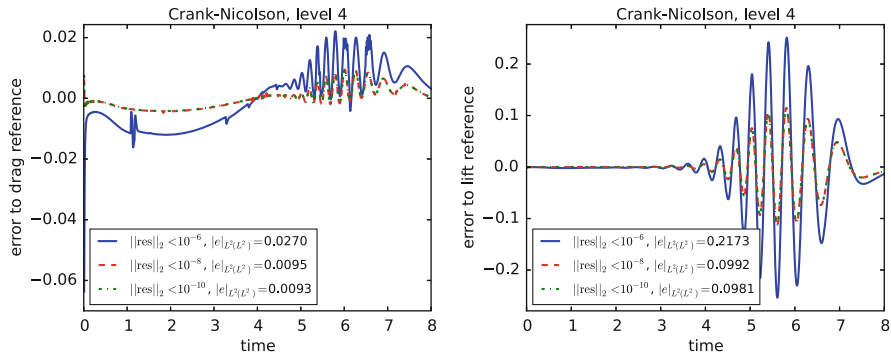 Crank-Nicolson, level 4
error to drag reference
0.02
0.00
−0.02
−0.04
−0.06
||res||₂ <10⁻⁶, |e|_{L²(L²)}=0.0270
||res||₂ <10⁻⁸, |e|_{L²(L²)}=0.0095
||res||₂ <10⁻¹⁰, |e|_{L²(L²)}=0.0093
0 1 2 3 4 5 6 7 8
time
Crank-Nicolson, level 4
error to lift reference
0.2
0.1
0.0
−0.1
−0.2
||res||₂ <10⁻⁶, |e|_{L²(L²)}=0.2173
||res||₂ <10⁻⁸, |e|_{L²(L²)}=0.0992
||res||₂ <10⁻¹⁰, |e|_{L²(L²)}=0.0981
0 1 2 3 4 5 6 7 8
time